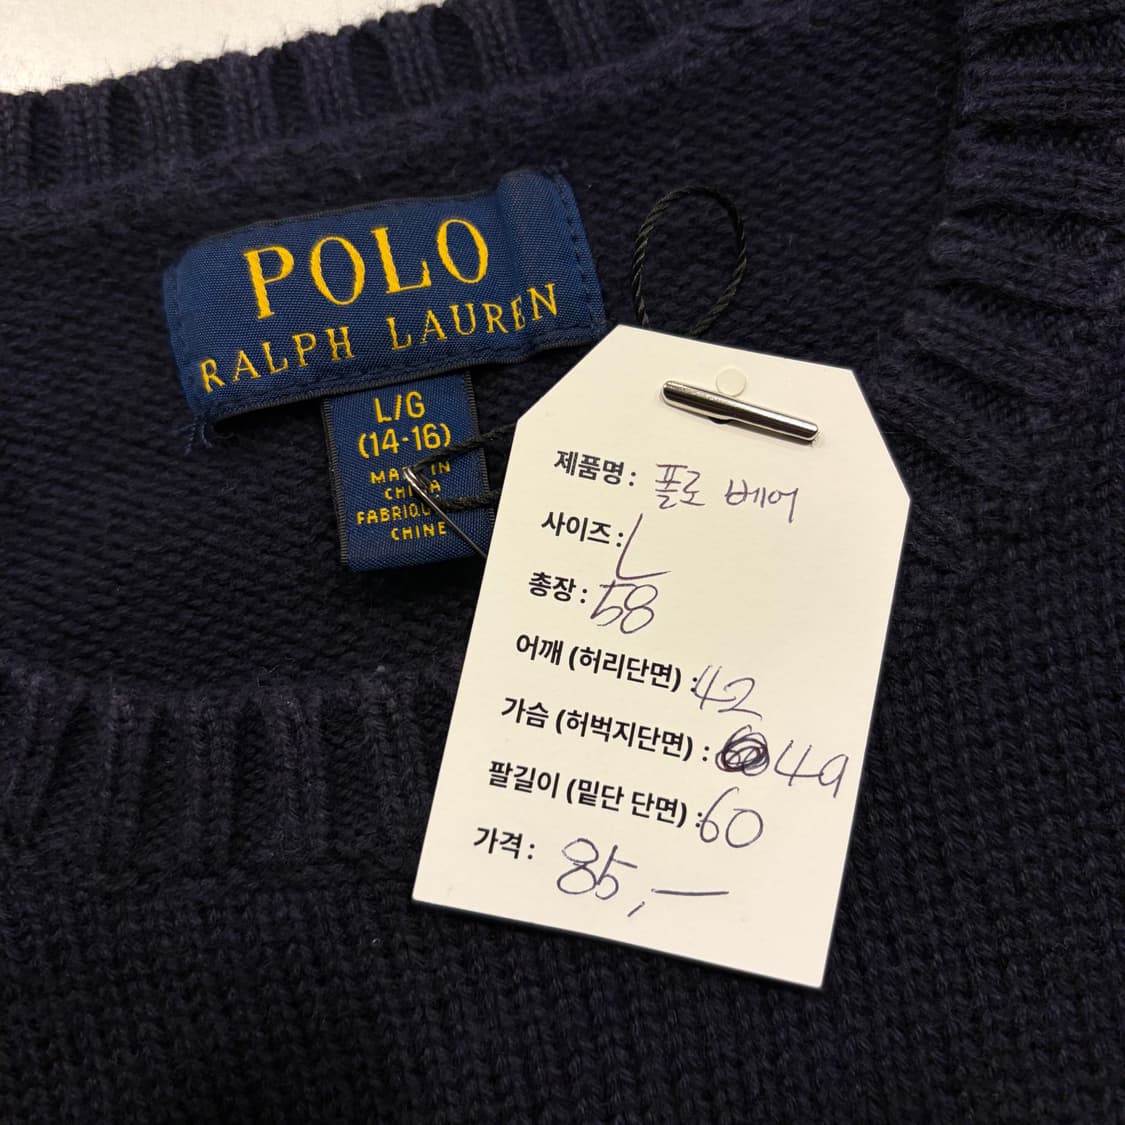 POLO
RALPH LAUREN
L/G
(14-16)
MADE IN
CHINA
FABRIQUÉ
CHINE
제품명 : 폴로 베어
사이즈 : L
총장 : 58
어깨 (허리단면) : 42
가슴 (허벅지단면) : 49
팔길이 (밑단 단면) : 60
가격 : 85,—